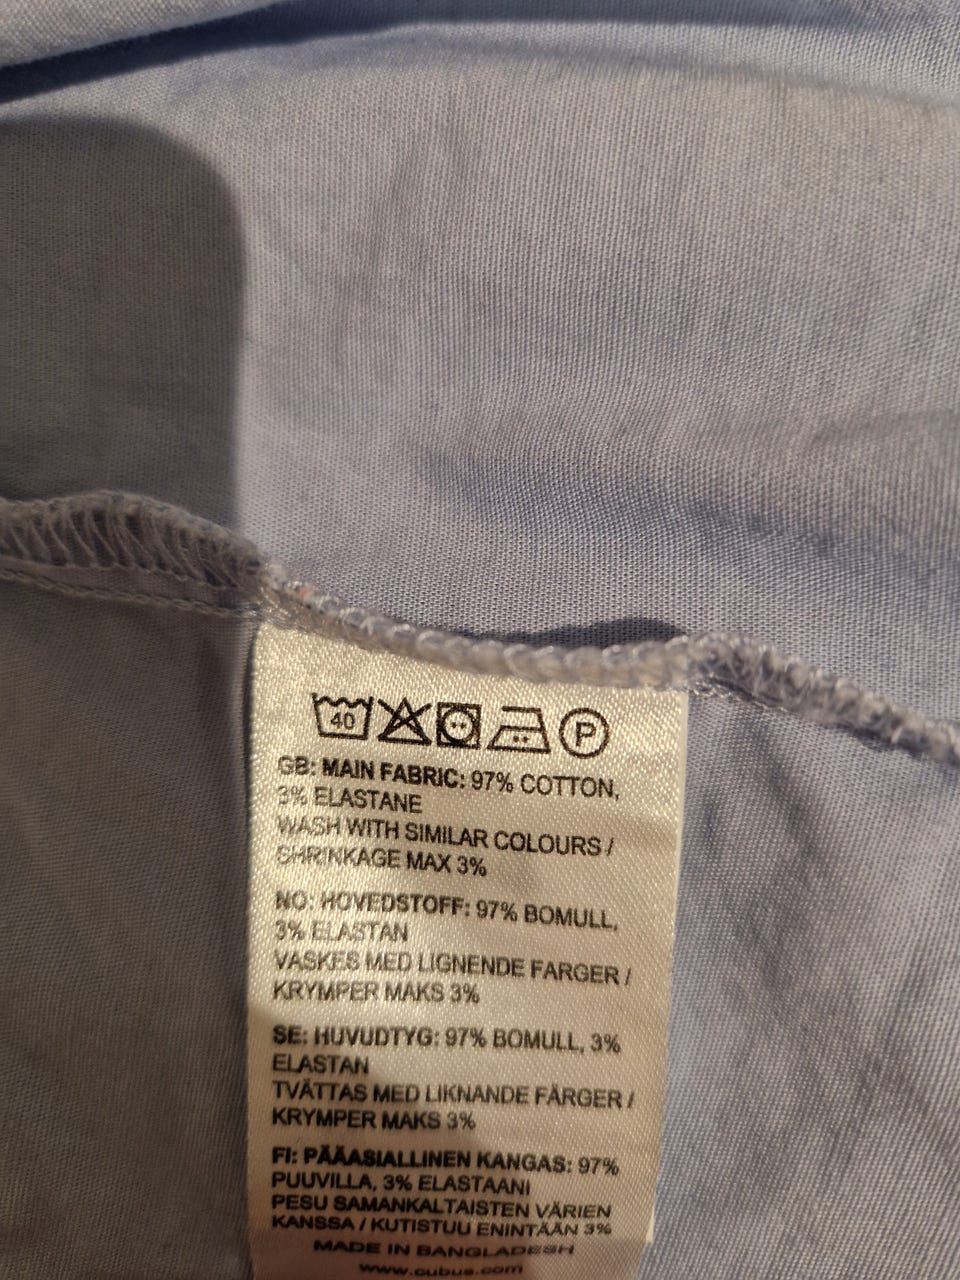 40 P
GB: MAIN FABRIC: 97% COTTON,
3% ELASTANE
WASH WITH SIMILAR COLOURS /
SHRINKAGE MAX 3%
NO: HOVEDSTOFF: 97% BOMULL,
3% ELASTAN
VASKES MED LIGNENDE FARGER /
KRYMPER MAKS 3%
SE: HUVUDTYG: 97% BOMULL, 3%
ELASTAN
TVÄTTAS MED LIKNANDE FÄRGER /
KRYMPER MAKS 3%
FI: PÄÄASIALLINEN KANGAS: 97%
PUUVILLA, 3% ELASTAANI
PESU SAMANKALTAISTEN VÄRIEN
KANSSA / KUTISTUU ENINTÄÄN 3%
MADE IN BANGLADESH
www.cubus.com